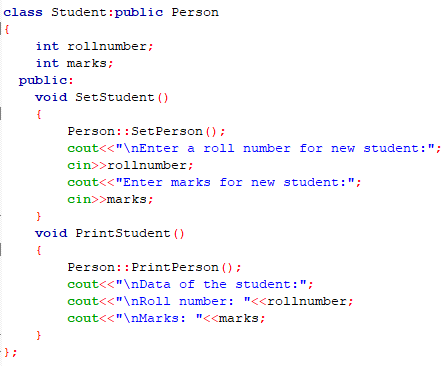 class Student:public Person
{
int rollnumber;
int marks;
public:
void SetStudent()
{
Person::SetPerson();
cout<<"\nEnter a roll number for new student:";
cin>>rollnumber;
cout<<"Enter marks for new student:";
cin>>marks;
}
void PrintStudent()
{
Person::PrintPerson();
cout<<"\nData of the student:";
cout<<"\nRoll number: "<<rollnumber;
cout<<"\nMarks: "<<marks;
}
};